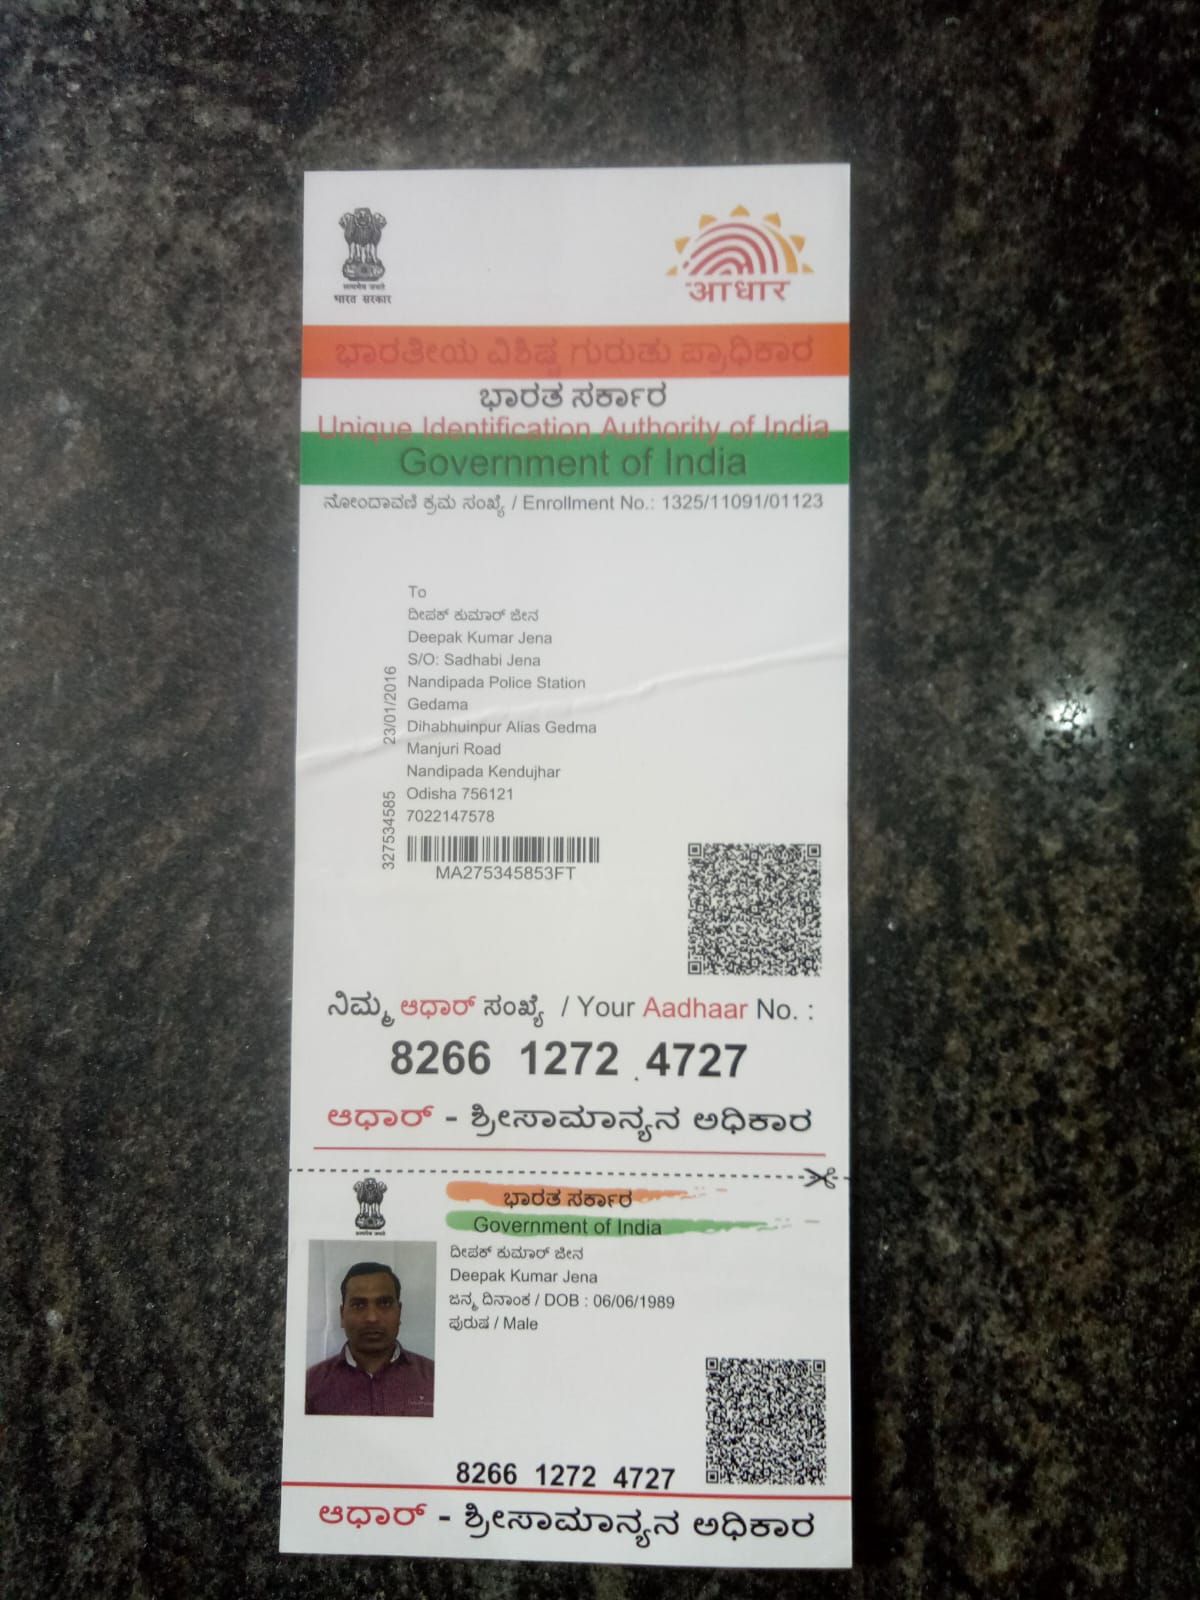 सत्यमेव जयते
भारत सरकार
आधार
ಭಾರತೀಯ ವಿಶಿಷ್ಟ ಗುರುತು ಪ್ರಾಧಿಕಾರ
ಭಾರತ ಸರ್ಕಾರ
Unique Identification Authority of India
Government of India
ನೋಂದಾವಣಿ ಕ್ರಮ ಸಂಖ್ಯೆ / Enrollment No.: 1325/11091/01123
To
ದೀಪಕ್ ಕುಮಾರ್ ಜೇನ
Deepak Kumar Jena
S/O: Sadhabi Jena
Nandipada Police Station
Gedama
Dihabhuinpur Alias Gedma
Manjuri Road
Nandipada Kendujhar
Odisha 756121
7022147578
23/01/2016
327534585
MA275345853FT
ನಿಮ್ಮ ಆಧಾರ್ ಸಂಖ್ಯೆ / Your Aadhaar No. :
8266 1272 4727
ಆಧಾರ್ - ಶ್ರೀಸಾಮಾನ್ಯನ ಅಧಿಕಾರ
ಭಾರತ ಸರ್ಕಾರ
Government of India
ದೀಪಕ್ ಕುಮಾರ್ ಜೇನ
Deepak Kumar Jena
ಜನ್ಮ ದಿನಾಂಕ / DOB : 06/06/1989
ಪುರುಷ / Male
8266 1272 4727
ಆಧಾರ್ - ಶ್ರೀಸಾಮಾನ್ಯನ ಅಧಿಕಾರ